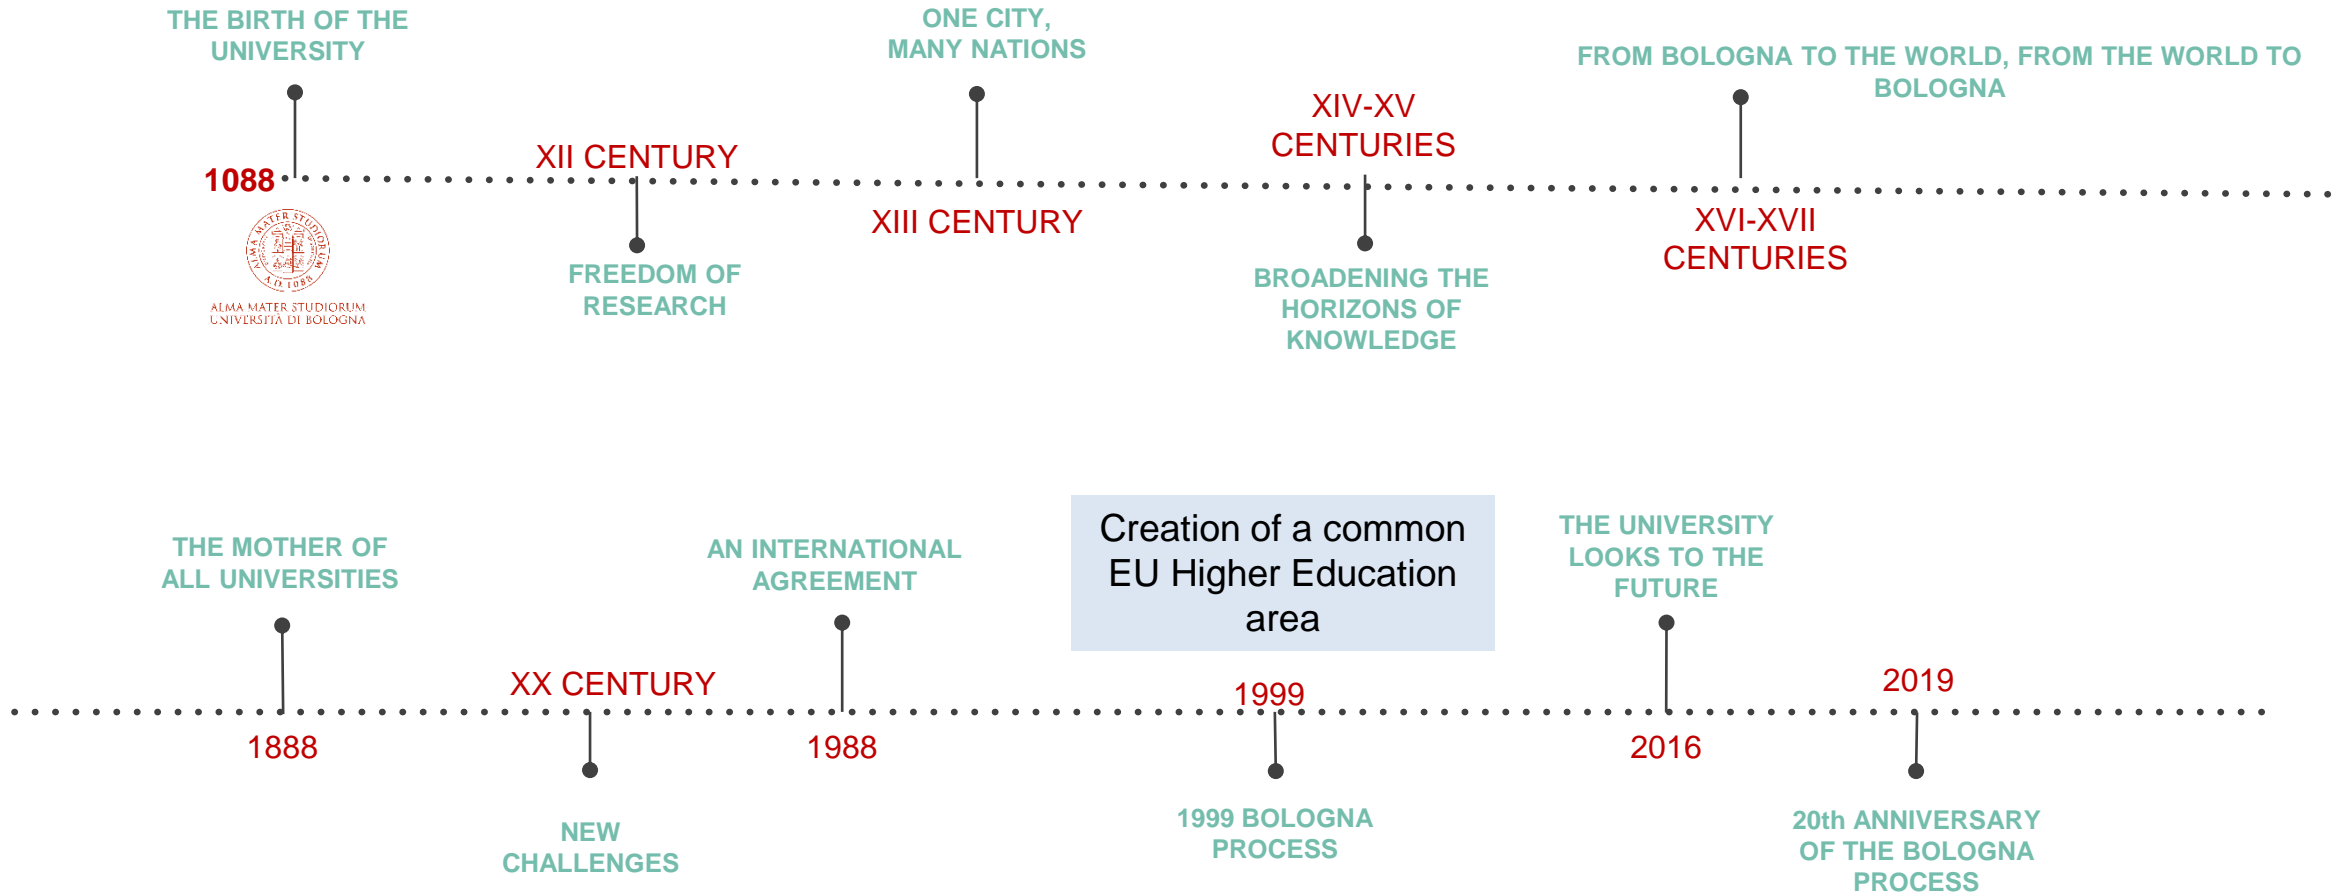 THE BIRTH OF THE
UNIVERSITY
1088
ALMA MATER STUDIORUM
A.D. 1088
ALMA MATER STUDIORUM
UNIVERSITÀ DI BOLOGNA
XII CENTURY
FREEDOM OF
RESEARCH
ONE CITY,
MANY NATIONS
XIII CENTURY
XIV-XV
CENTURIES
BROADENING THE
HORIZONS OF
KNOWLEDGE
FROM BOLOGNA TO THE WORLD, FROM THE WORLD TO
BOLOGNA
XVI-XVII
CENTURIES
THE MOTHER OF
ALL UNIVERSITIES
1888
XX CENTURY
NEW
CHALLENGES
AN INTERNATIONAL
AGREEMENT
1988
Creation of a common
EU Higher Education
area
1999
1999 BOLOGNA
PROCESS
THE UNIVERSITY
LOOKS TO THE
FUTURE
2016
2019
20th ANNIVERSARY
OF THE BOLOGNA
PROCESS